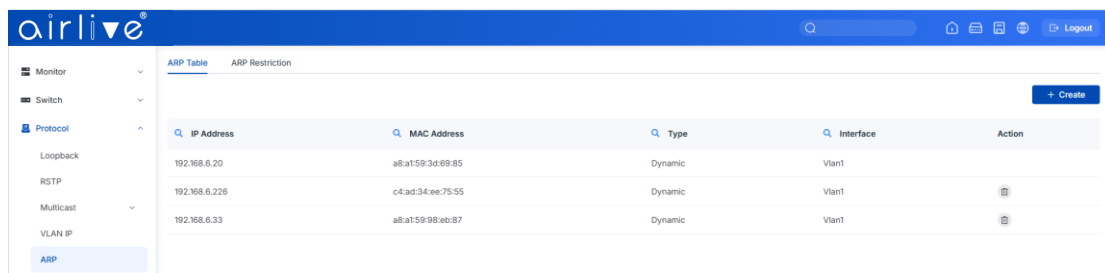 airlive®
Logout
Monitor
Switch
Protocol
Loopback
RSTP
Multicast
VLAN IP
ARP
ARP Table ARP Restriction
+ Create
IP Address MAC Address Type Interface Action
192.168.6.20 a8:a1:59:3d:69:85 Dynamic Vlan1
192.168.6.226 c4:ad:34:ee:75:55 Dynamic Vlan1
192.168.6.33 a8:a1:59:98:eb:87 Dynamic Vlan1